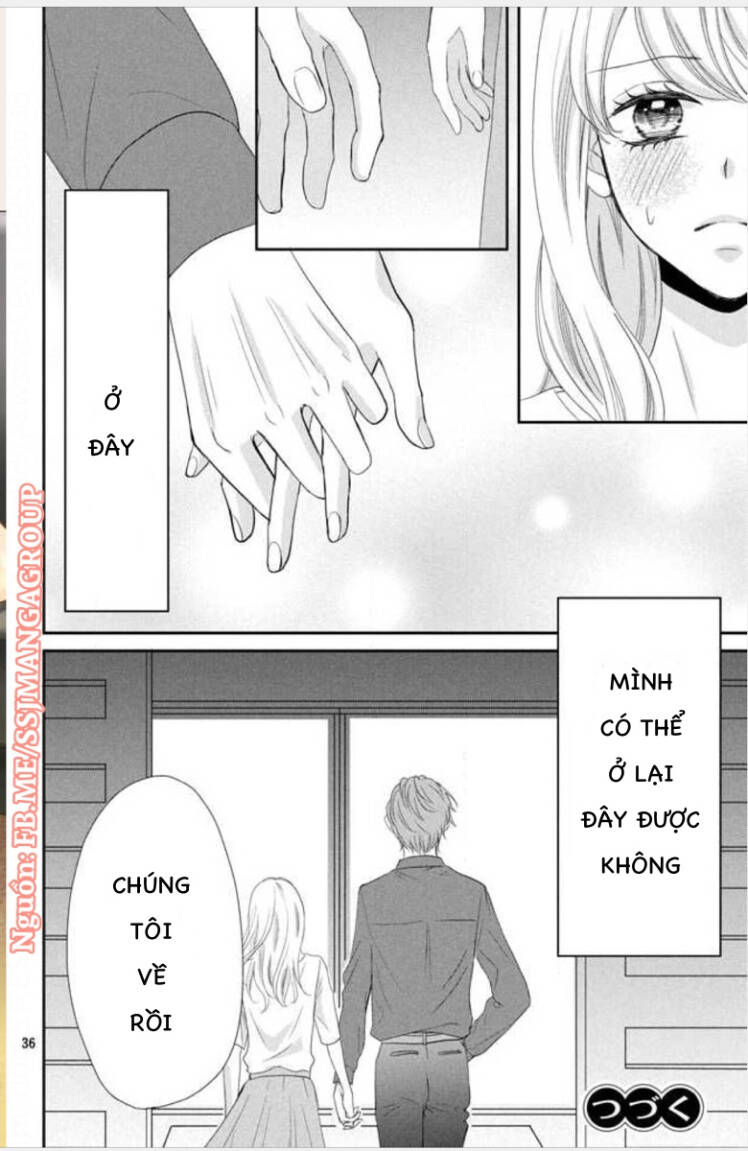 Ở
ĐÂY
MÌNH
CÓ THỂ
Ở LẠI
ĐÂY ĐƯỢC
KHÔNG
CHÚNG
TÔI
VỀ
RỒI
つづく
36
Nguồn: FB.ME/SSJMANGAGROUP